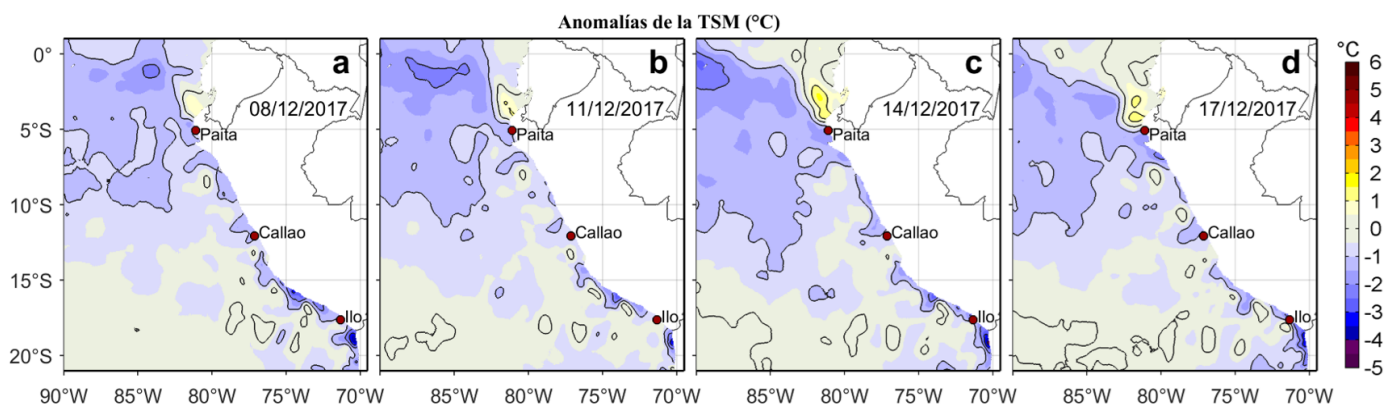 Anomalías de la TSM (°C)
0°
5°S
10°S
15°S
20°S
a
08/12/2017
Paita
Callao
Ilo
b
11/12/2017
Paita
Callao
Ilo
c
14/12/2017
Paita
Callao
Ilo
d
17/12/2017
Paita
Callao
Ilo
90°W 85°W 80°W 75°W 70°W
85°W 80°W 75°W 70°W
85°W 80°W 75°W 70°W
85°W 80°W 75°W 70°W
°C
6
5
4
3
2
1
0
-1
-2
-3
-4
-5